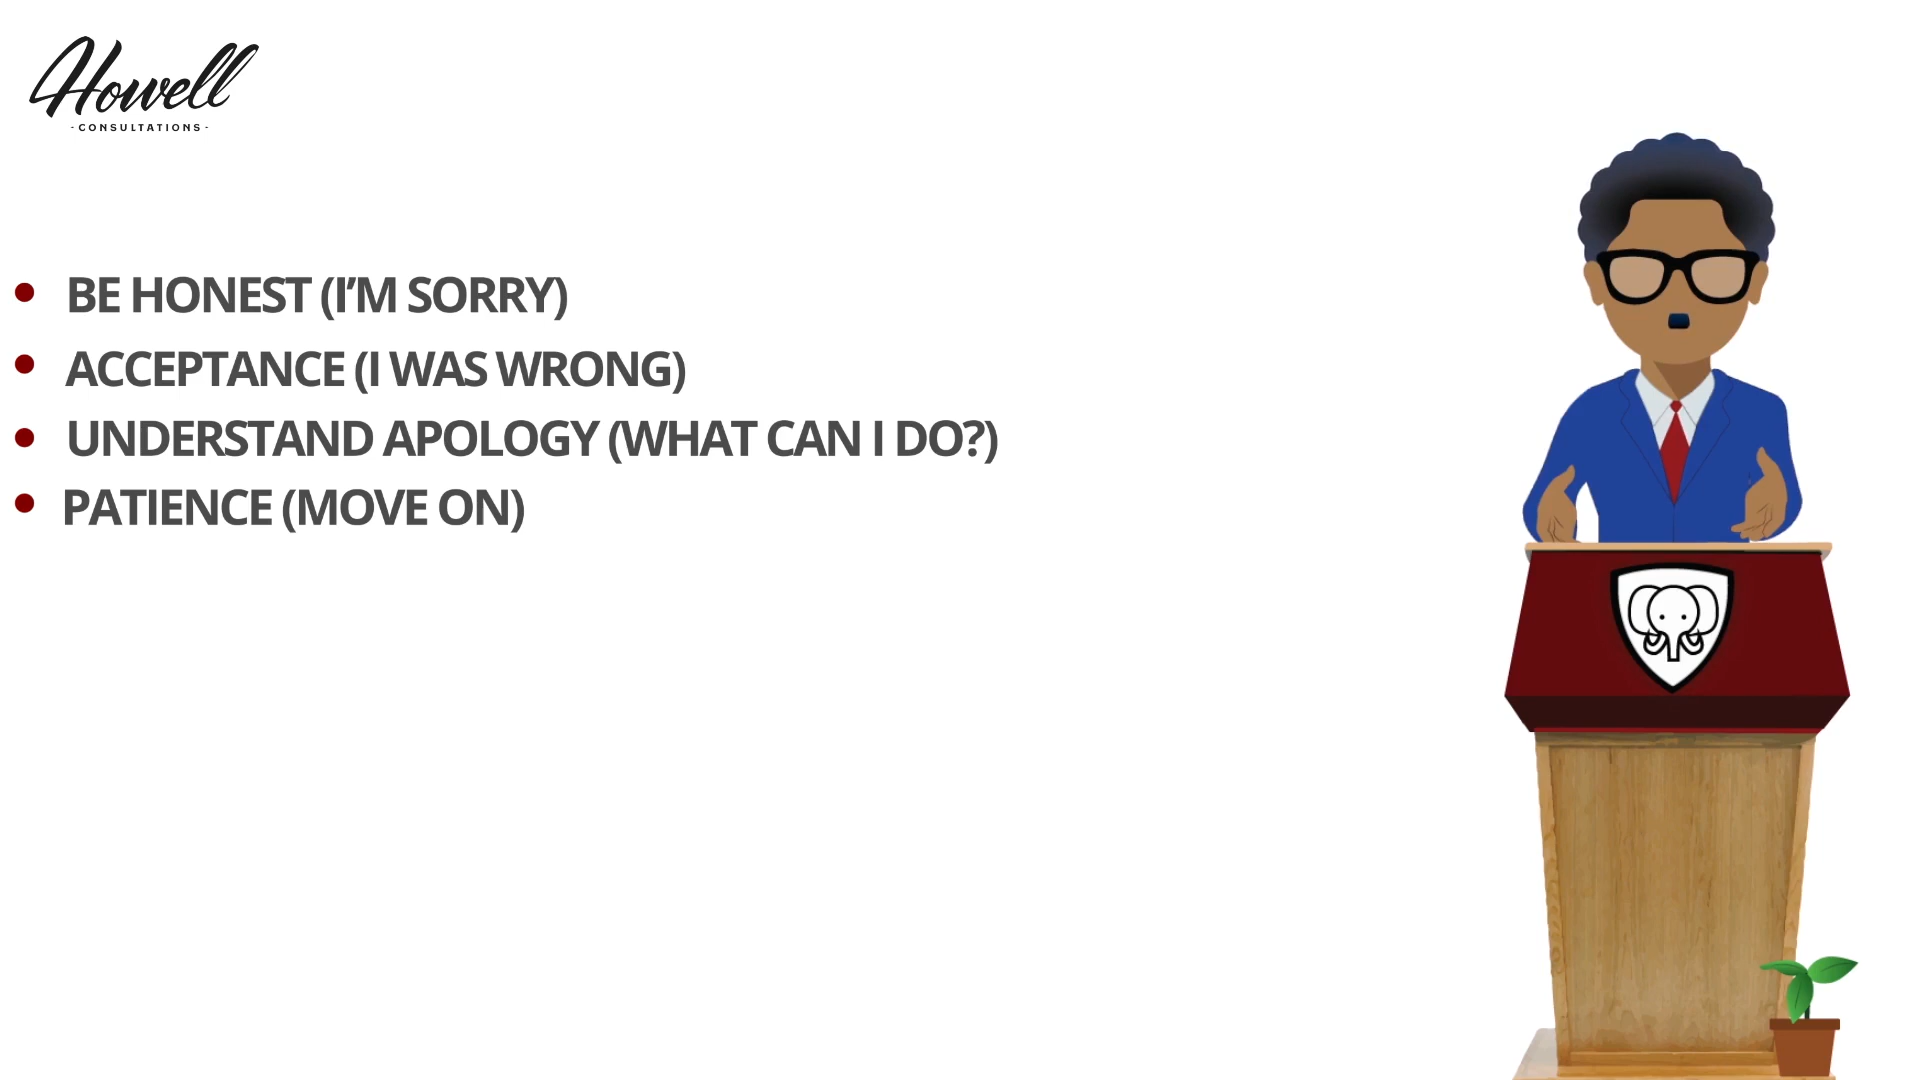 Howell
- CONSULTATIONS -
• BE HONEST (I’M SORRY)
• ACCEPTANCE (I WAS WRONG)
• UNDERSTAND APOLOGY (WHAT CAN I DO?)
• PATIENCE (MOVE ON)